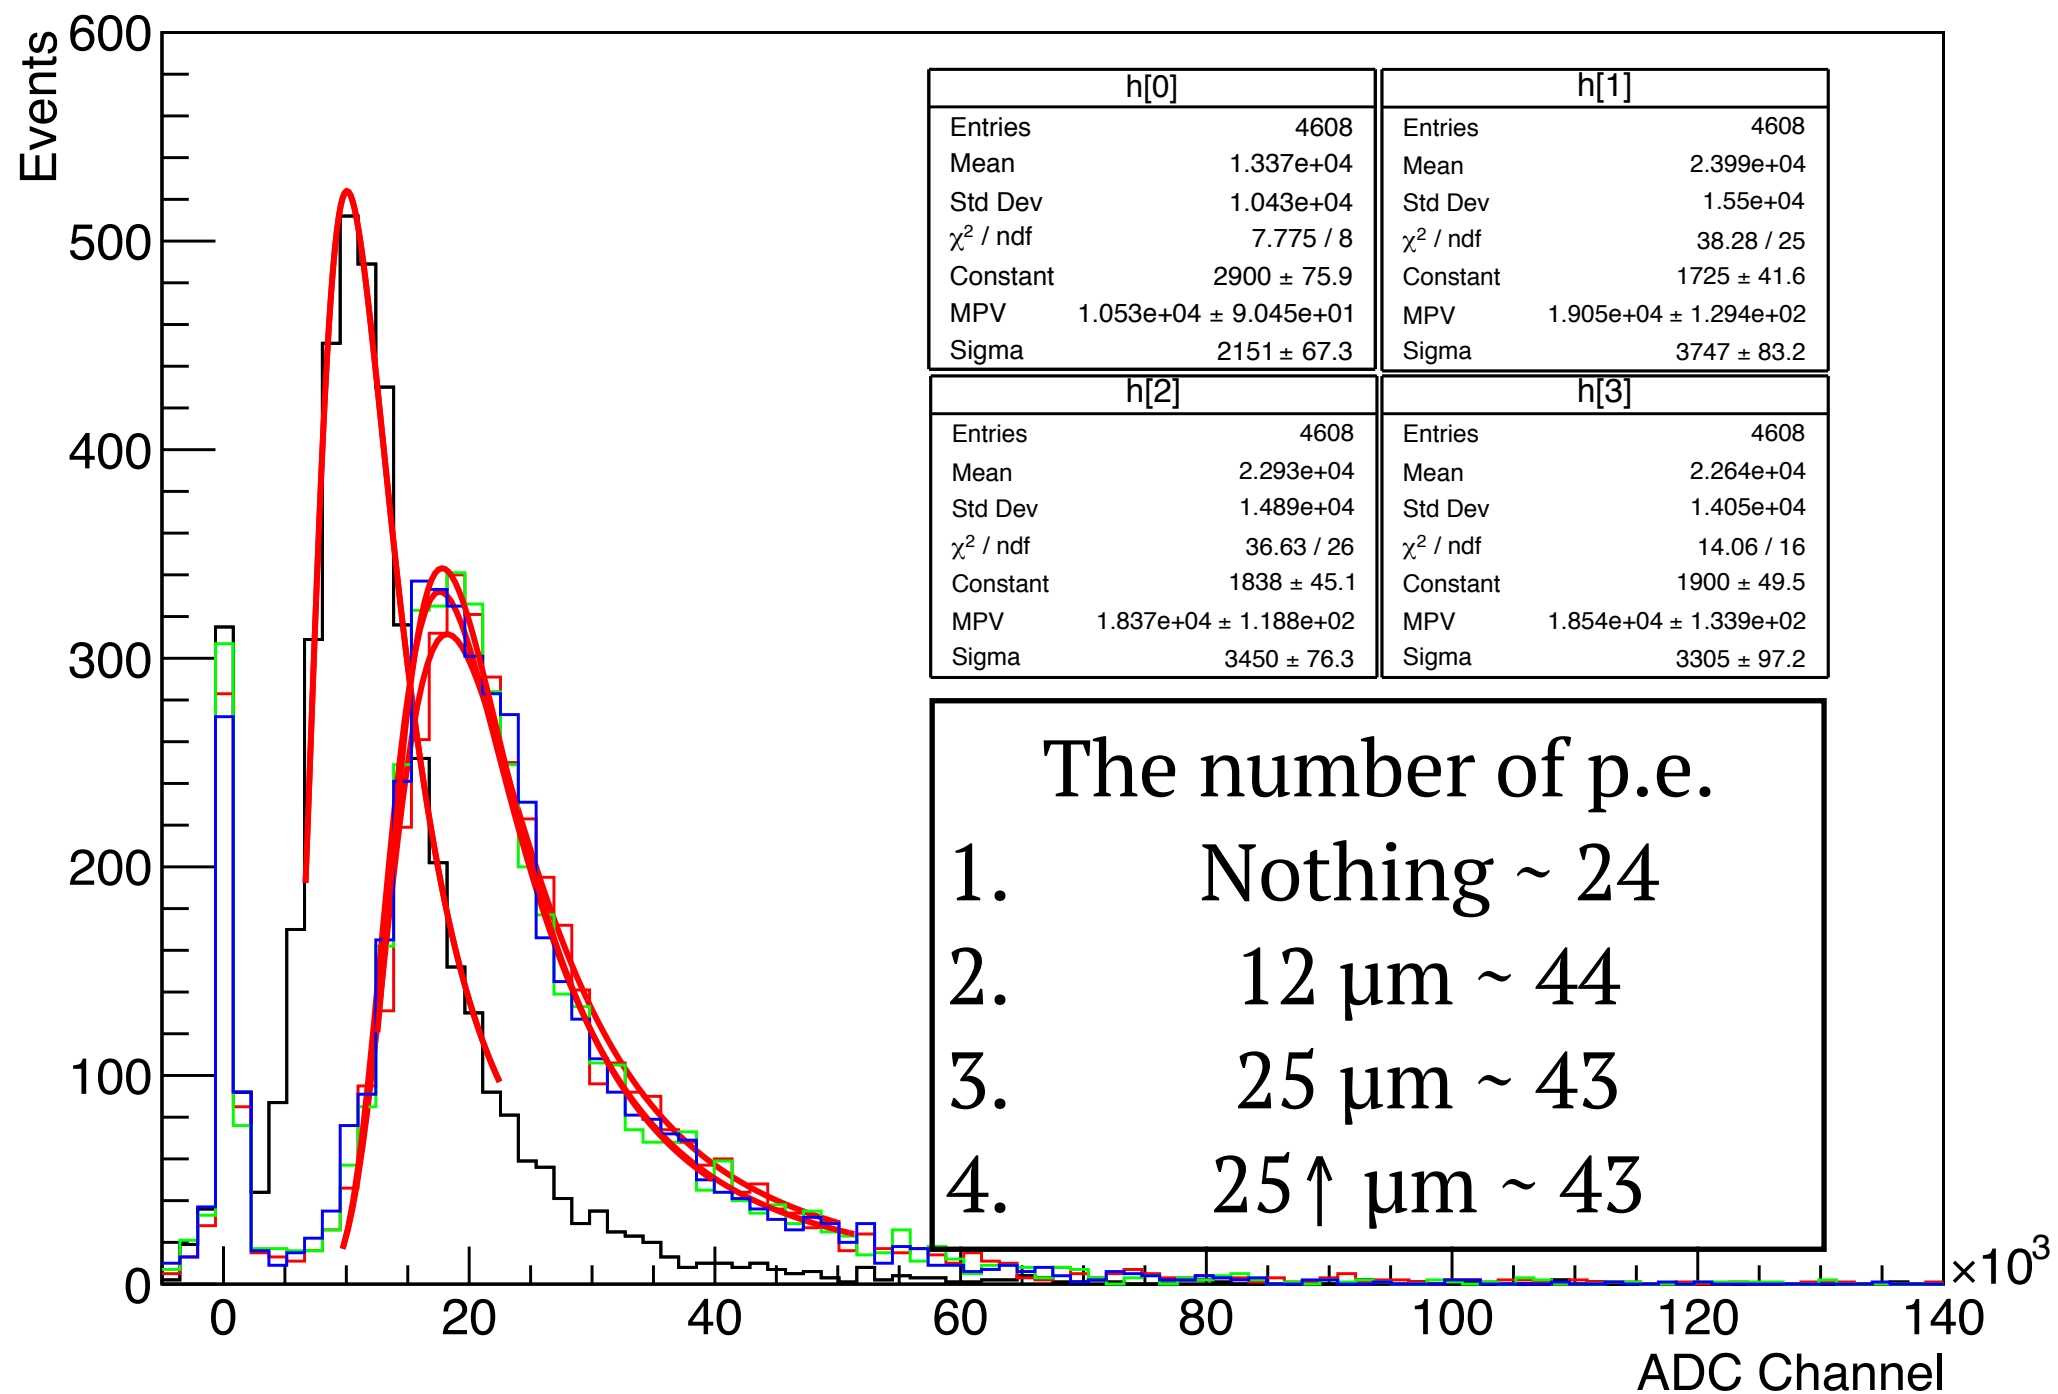 Events
600
500
400
300
200
100
0
0 20 40 60 80 100 120 140
×10³
ADC Channel
h[0]
Entries 4608
Mean 1.337e+04
Std Dev 1.043e+04
χ² / ndf 7.775 / 8
Constant 2900 ± 75.9
MPV 1.053e+04 ± 9.045e+01
Sigma 2151 ± 67.3
h[1]
Entries 4608
Mean 2.399e+04
Std Dev 1.55e+04
χ² / ndf 38.28 / 25
Constant 1725 ± 41.6
MPV 1.905e+04 ± 1.294e+02
Sigma 3747 ± 83.2
h[2]
Entries 4608
Mean 2.293e+04
Std Dev 1.489e+04
χ² / ndf 36.63 / 26
Constant 1838 ± 45.1
MPV 1.837e+04 ± 1.188e+02
Sigma 3450 ± 76.3
h[3]
Entries 4608
Mean 2.264e+04
Std Dev 1.405e+04
χ² / ndf 14.06 / 16
Constant 1900 ± 49.5
MPV 1.854e+04 ± 1.339e+02
Sigma 3305 ± 97.2
The number of p.e.
1. Nothing ~ 24
2. 12 μm ~ 44
3. 25 μm ~ 43
4. 25↑ μm ~ 43